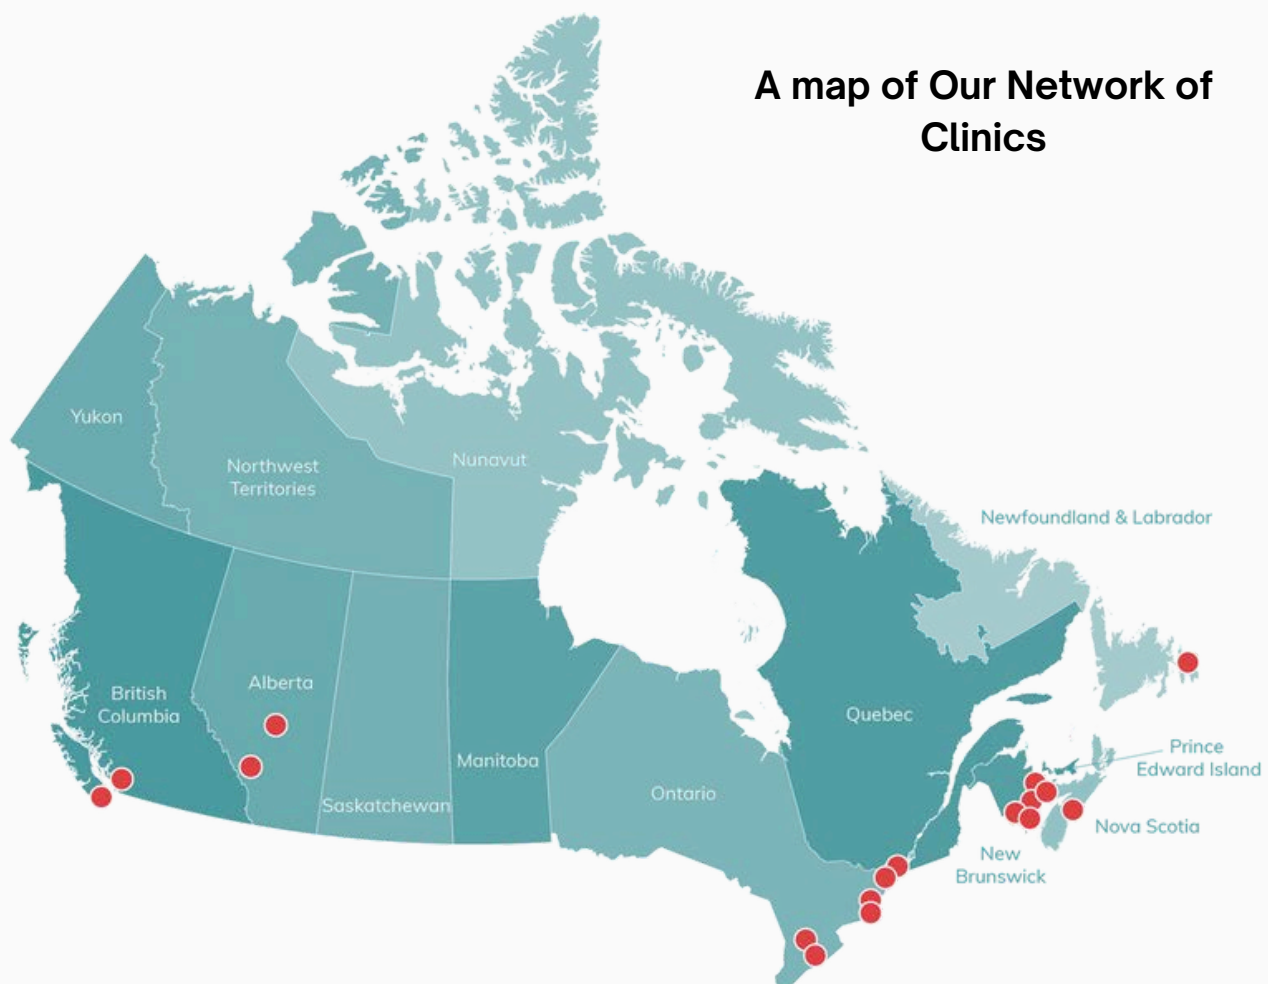 A map of Our Network of
Clinics
Yukon
Northwest
Territories
Nunavut
Newfoundland & Labrador
British
Columbia
Alberta
Saskatchewan
Manitoba
Ontario
Quebec
Prince
Edward Island
Nova Scotia
New
Brunswick